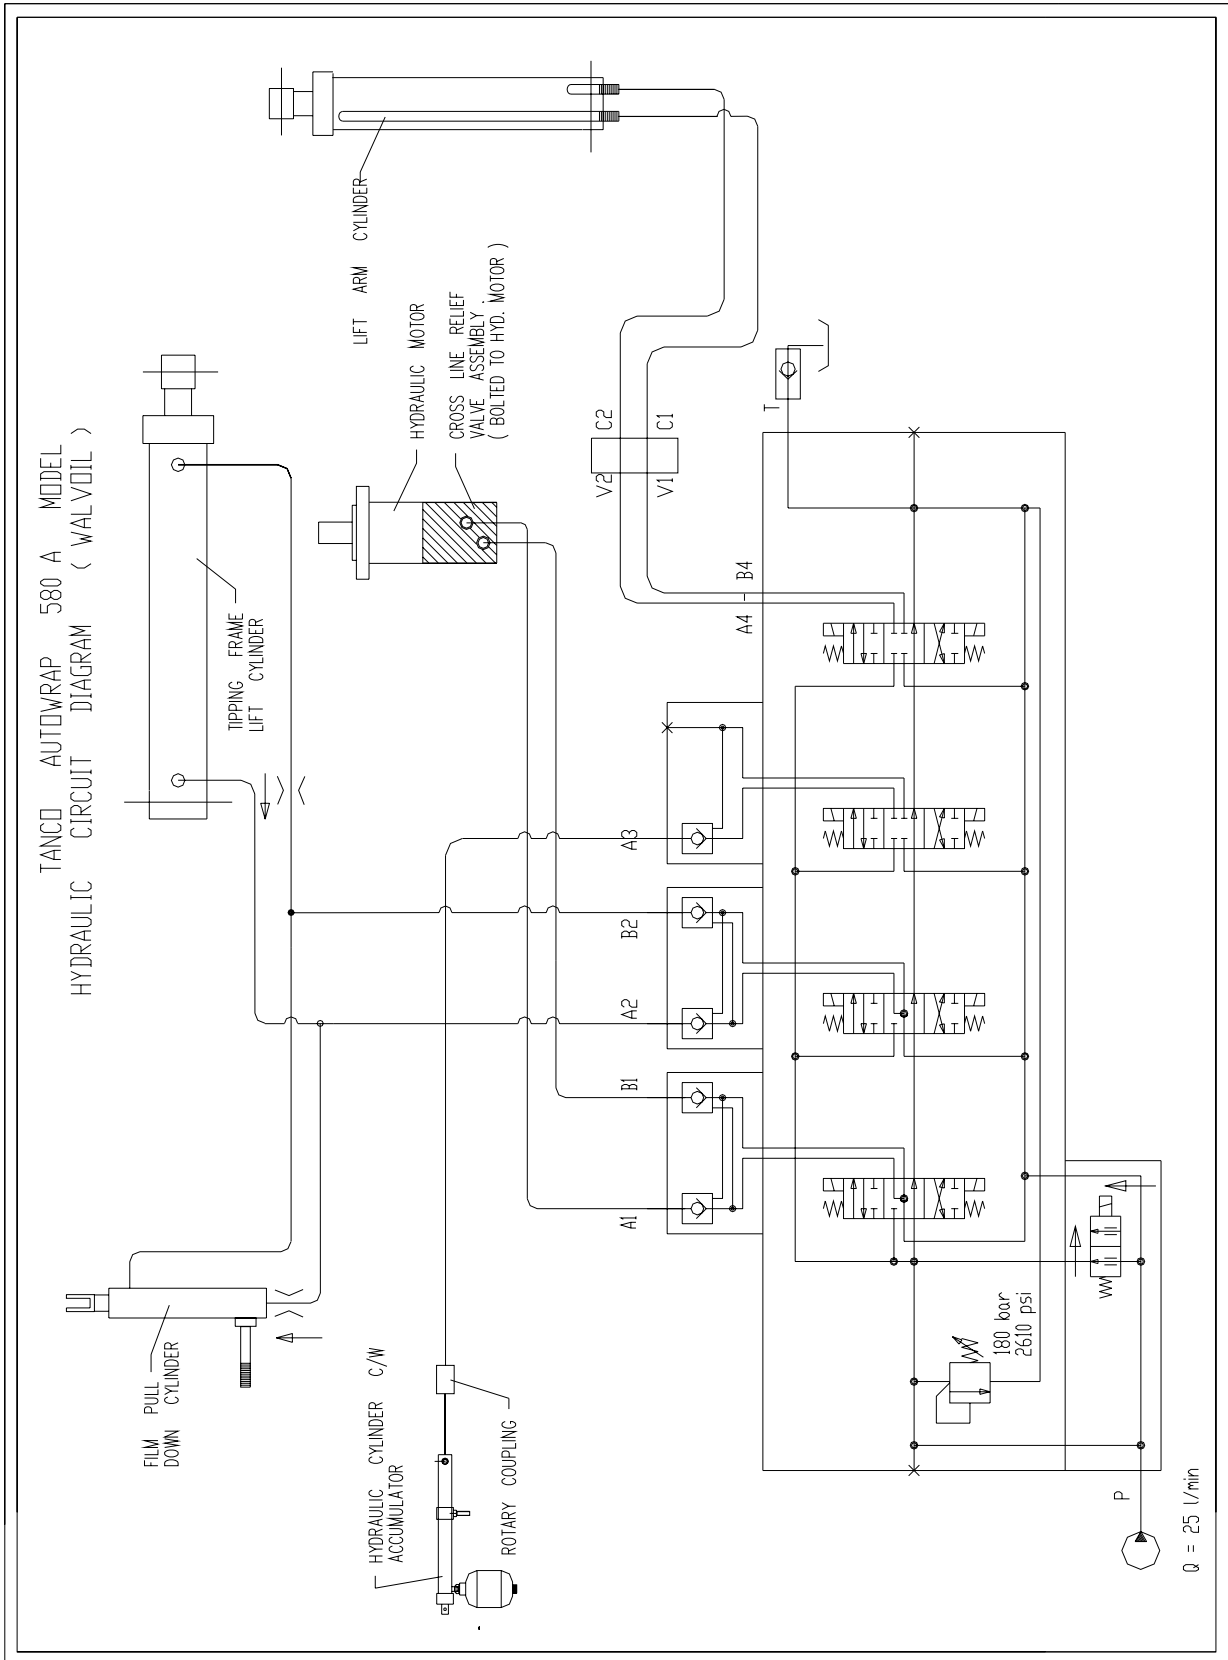 TANCO AUTOWRAP 580 A MODEL
HYDRAULIC CIRCUIT DIAGRAM ( WALVOIL )
FILM PULL
DOWN CYLINDER
TIPPING FRAME
LIFT CYLINDER
LIFT ARM CYLINDER
HYDRAULIC MOTOR
CROSS LINE RELIEF
VALVE ASSEMBLY .
( BOLTED TO HYD. MOTOR )
HYDRAULIC CYLINDER C/W
ACCUMULATOR
ROTARY COUPLING
A1
B1
A2
B2
A3
V2 C2
V1 C1
A4 - B4
T
180 bar
2610 psi
P
Q = 25 l/min